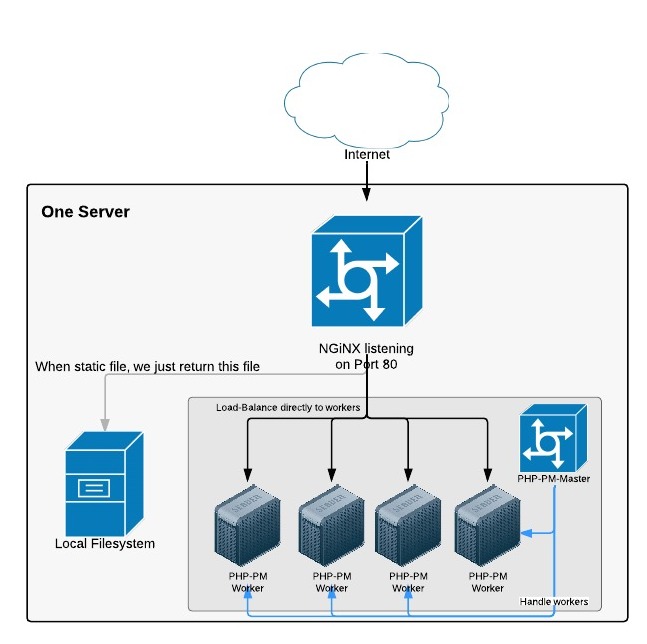 Internet
One Server
NGiNX listening
on Port 80
When static file, we just return this file
Load-Balance directly to workers
PHP-PM-Master
SERVER
SERVER
SERVER
SERVER
Local Filesystem
PHP-PM
Worker
PHP-PM
Worker
PHP-PM
Worker
PHP-PM
Worker
Handle workers